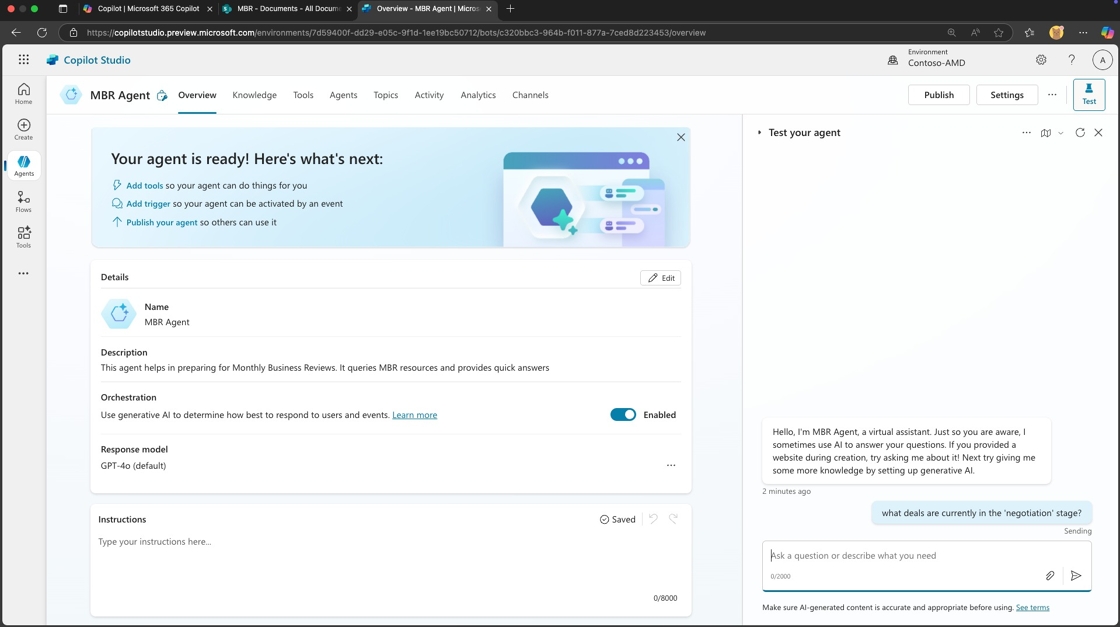 Copilot | Microsoft 365 Copilot
MBR - Documents - All Docum
Overview - MBR Agent | Micros
https://copilotstudio.preview.microsoft.com/environments/7d59400f-dd29-e05c-9f1d-1ee19bc50712/bots/c320bbc3-964b-f011-877a-7ced8d223453/overview
Copilot Studio
Environment
Contoso-AMD
A
Home
Create
Agents
Flows
Tools
MBR Agent
Overview
Knowledge
Tools
Agents
Topics
Activity
Analytics
Channels
Publish
Settings
Test
Your agent is ready! Here's what's next:
Add tools so your agent can do things for you
Add trigger so your agent can be activated by an event
Publish your agent so others can use it
Details
Edit
Name
MBR Agent
Description
This agent helps in preparing for Monthly Business Reviews. It queries MBR resources and provides quick answers
Orchestration
Use generative AI to determine how best to respond to users and events. Learn more
Enabled
Response model
GPT-4o (default)
Instructions
Saved
Type your instructions here...
0/8000
Test your agent
Hello, I'm MBR Agent, a virtual assistant. Just so you are aware, I
sometimes use AI to answer your questions. If you provided a
website during creation, try asking me about it! Next try giving me
some more knowledge by setting up generative AI.
2 minutes ago
what deals are currently in the 'negotiation' stage?
Sending
Ask a question or describe what you need
0/2000
Make sure AI-generated content is accurate and appropriate before using. See terms